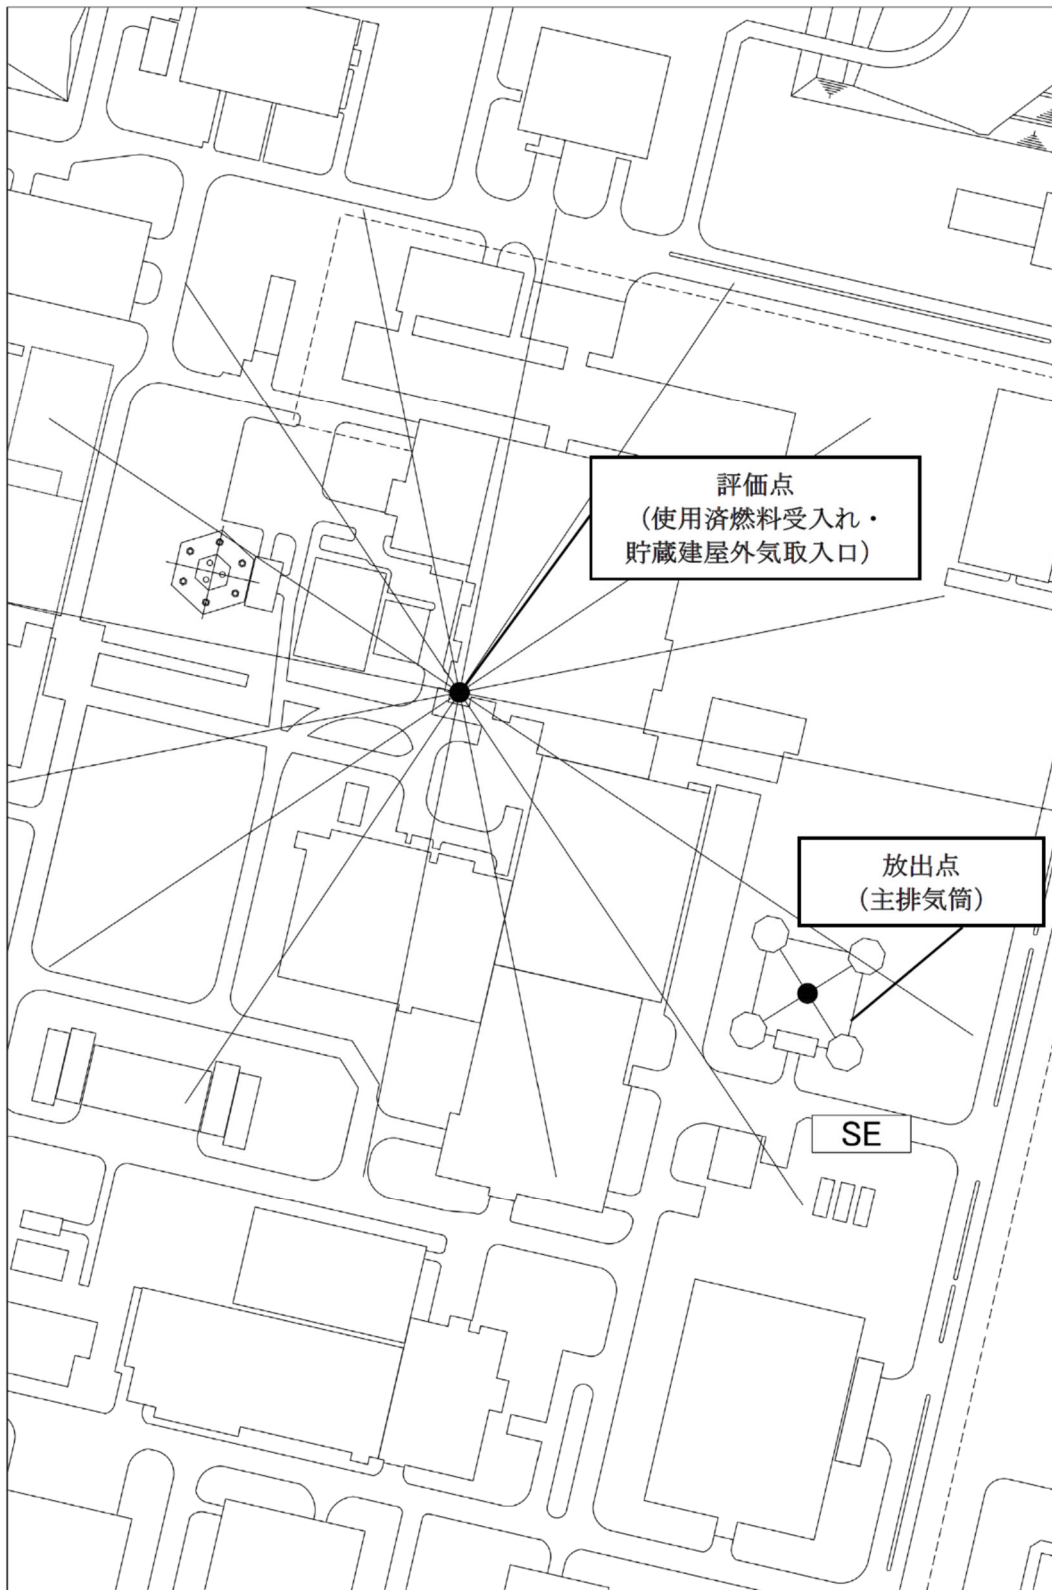 評価点
（使用済燃料受入れ・
貯蔵建屋外気取入口）
放出点
（主排気筒）
SE